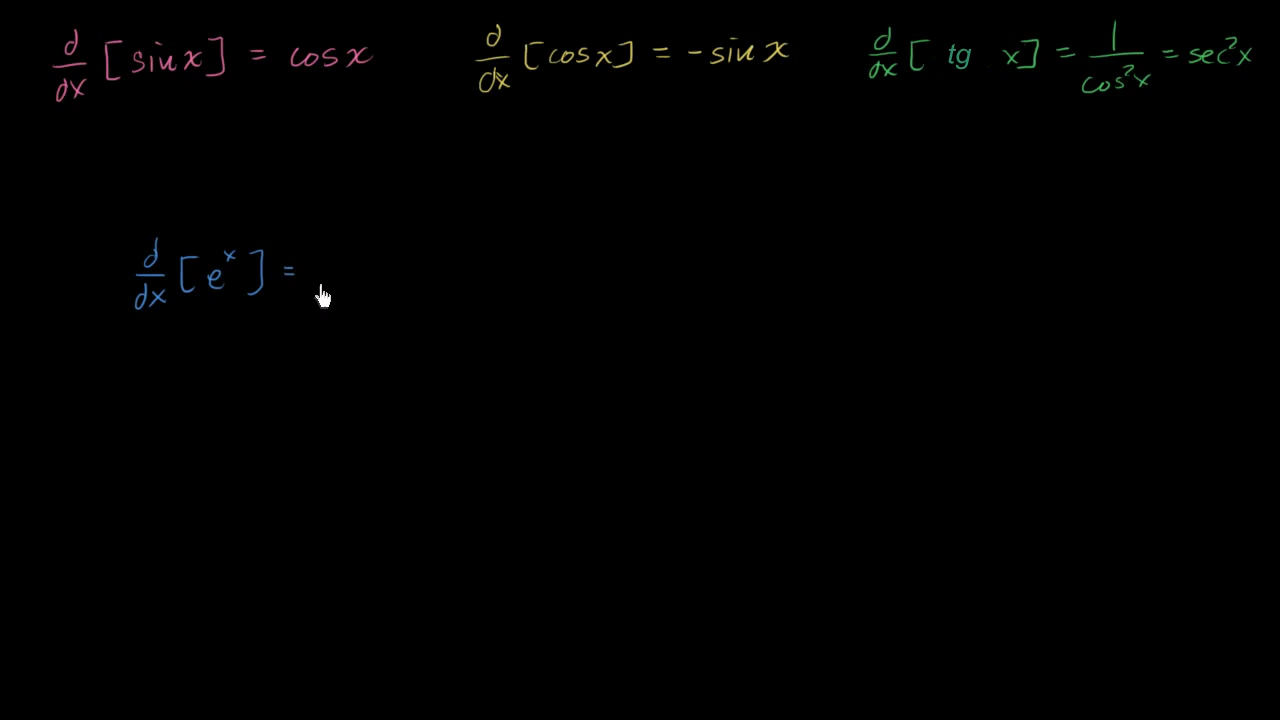 d/dx [sin x] = cos x
d/dx [cos x] = -sin x
d/dx [tg x] = 1/cos²x = sec²x
d/dx [eˣ] =